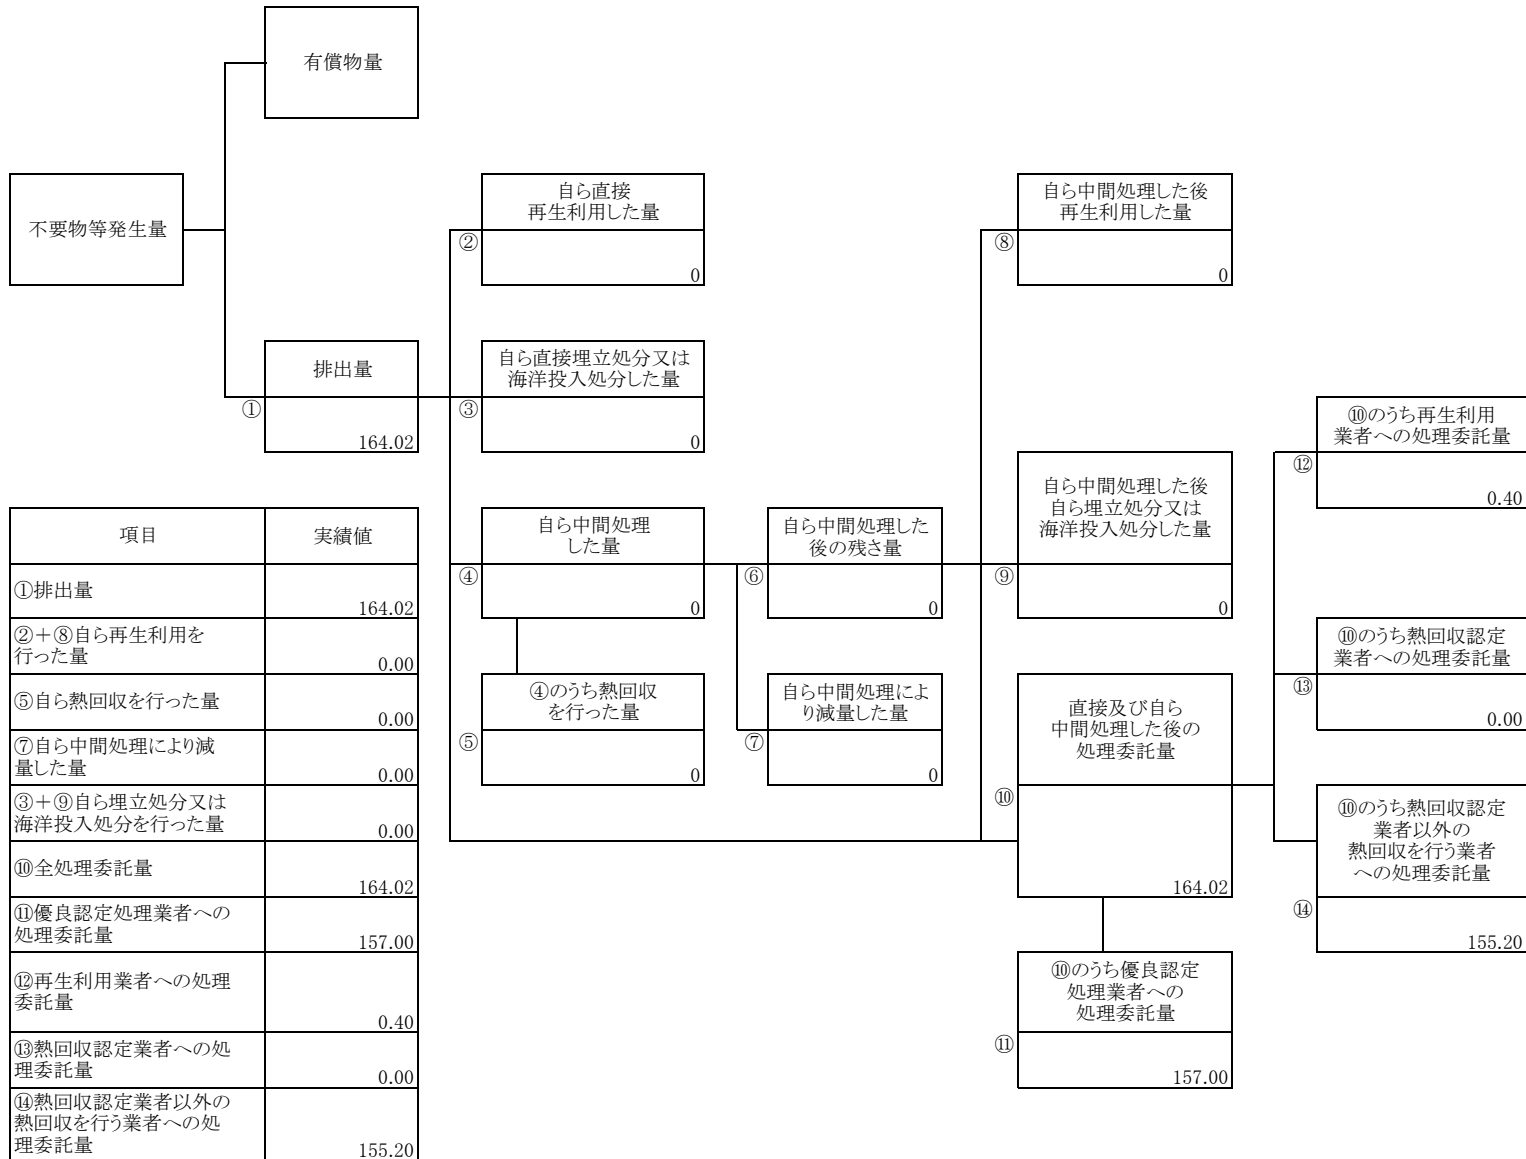 有償物量
不要物等発生量
自ら直接
再生利用した量
②
0
自ら中間処理した後
再生利用した量
⑧
0
排出量
①
164.02
自ら直接埋立処分又は
海洋投入処分した量
③
0
⑩のうち再生利用
業者への処理委託量
⑫
0.40
自ら中間処理した後
自ら埋立処分又は
海洋投入処分した量
⑨
0
自ら中間処理
した量
④
0
自ら中間処理した
後の残さ量
⑥
0
⑩のうち熱回収認定
業者への処理委託量
⑬
0.00
④のうち熱回収
を行った量
⑤
0
自ら中間処理によ
り減量した量
⑦
0
直接及び自ら
中間処理した後の
処理委託量
⑩
164.02
⑩のうち熱回収認定
業者以外の
熱回収を行う業者
への処理委託量
⑭
155.20
⑩のうち優良認定
処理業者への
処理委託量
⑪
157.00
項目 実績値
①排出量
164.02
②+⑧自ら再生利用を
行った量
0.00
⑤自ら熱回収を行った量
0.00
⑦自ら中間処理により減
量した量
0.00
③+⑨自ら埋立処分又は
海洋投入処分を行った量
0.00
⑩全処理委託量
164.02
⑪優良認定処理業者への
処理委託量
157.00
⑫再生利用業者への処理
委託量
0.40
⑬熱回収認定業者への処
理委託量
0.00
⑭熱回収認定業者以外の
熱回収を行う業者への処
理委託量
155.20